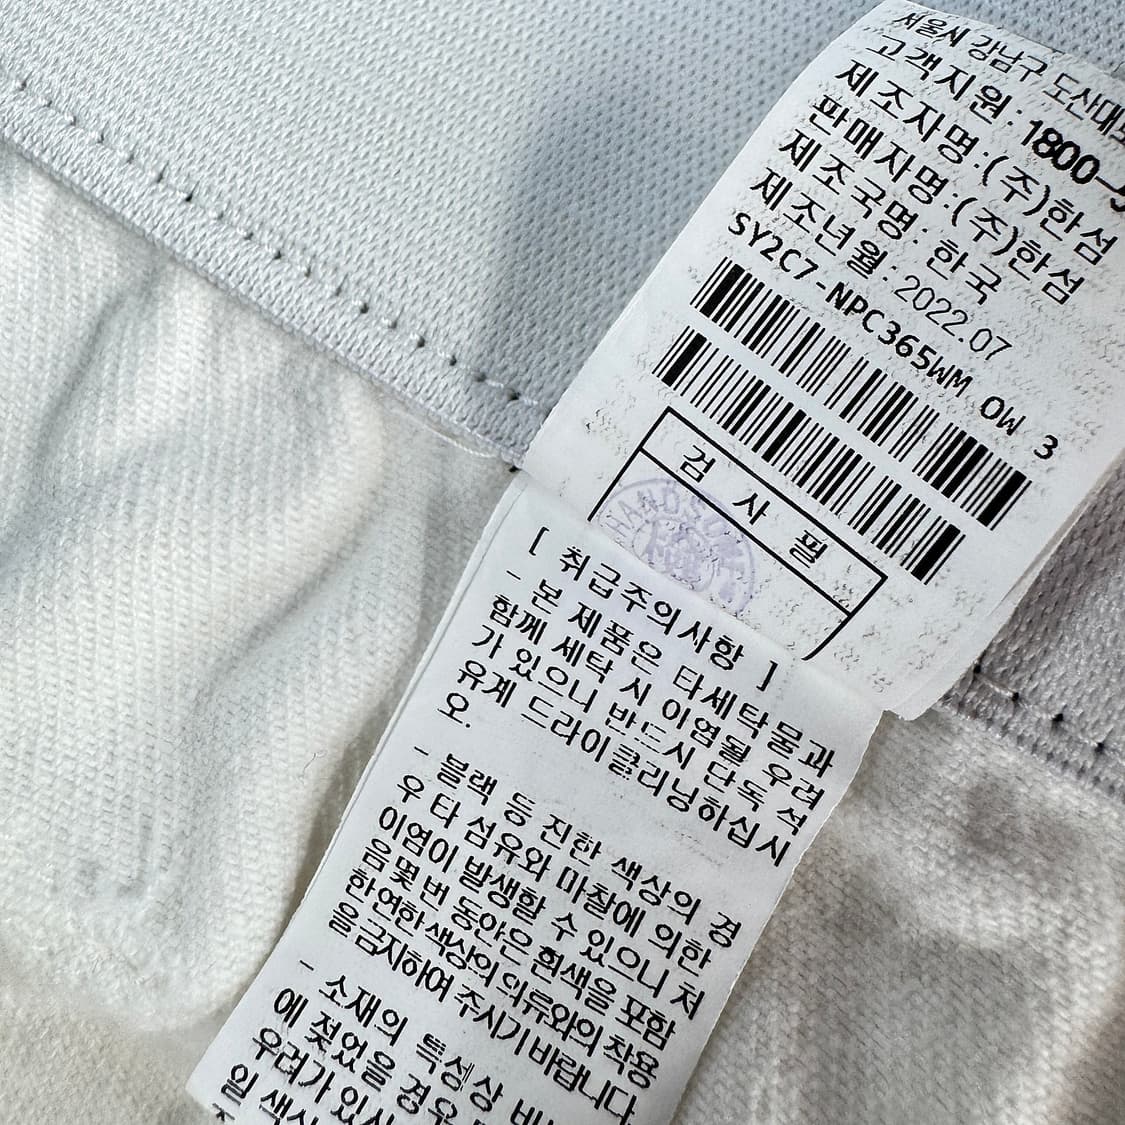 서울시 강남구 도산대로
고객지원: 1800-5
제조자명:(주)한섬
판매자명:(주)한섬
제조국명: 한국
제조년월: 2022.07
SY2C7-NPC365WM OW 3
검 사 필
HANDSOME
[ 취급주의사항 ]
- 본 제품은 타세탁물과
함께 세탁 시 이염될 우려
가 있으니 반드시 단독 석
유계 드라이클리닝하십시
오.
- 블랙 등 진한 색상의 경
우 타 섬유와 마찰에 의한
이염이 발생할 수 있으니 처
음 몇 번 동안은 흰색을 포함
한 연한 색상의 의류와의 착용
을 금지하여 주시기 바랍니다.
- 소재의 특성상
에 젖었을 경우
우려가 있사
일 색상